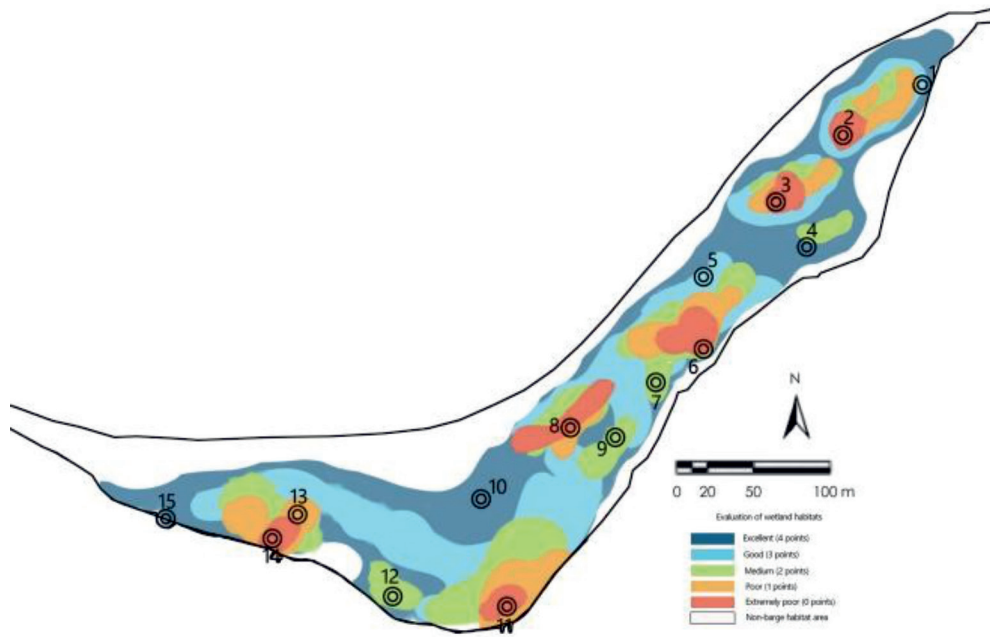 1
2
3
4
5
6
7
8
9
10
11
12
13
14
15
N
0 20 50 100 m
Evaluation of wetland habitats
Excellent (4 points)
Good (3 points)
Medium (2 points)
Poor (1 points)
Extremely poor (0 points)
Non-barge habitat area